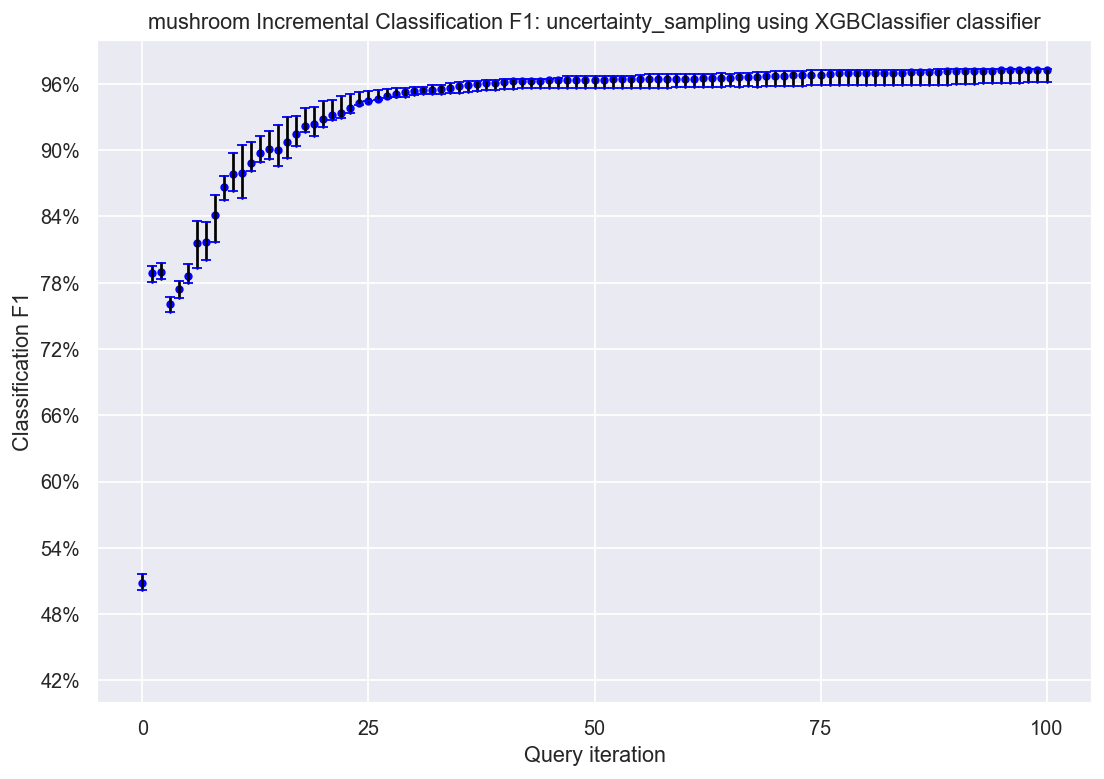 mushroom Incremental Classification F1: uncertainty_sampling using XGBClassifier classifier
96%
90%
84%
78%
72%
66%
60%
54%
48%
42%
Classification F1
0 25 50 75 100
Query iteration